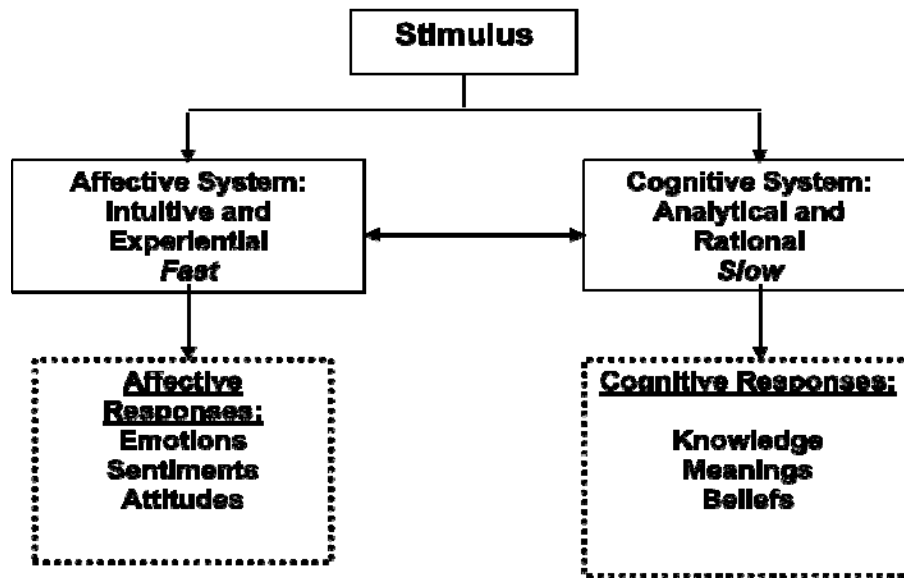 Stimulus
Affective System:
Intuitive and
Experiential
Fast
Cognitive System:
Analytical and
Rational
Slow
Affective
Responses:
Emotions
Sentiments
Attitudes
Cognitive Responses:
Knowledge
Meanings
Beliefs